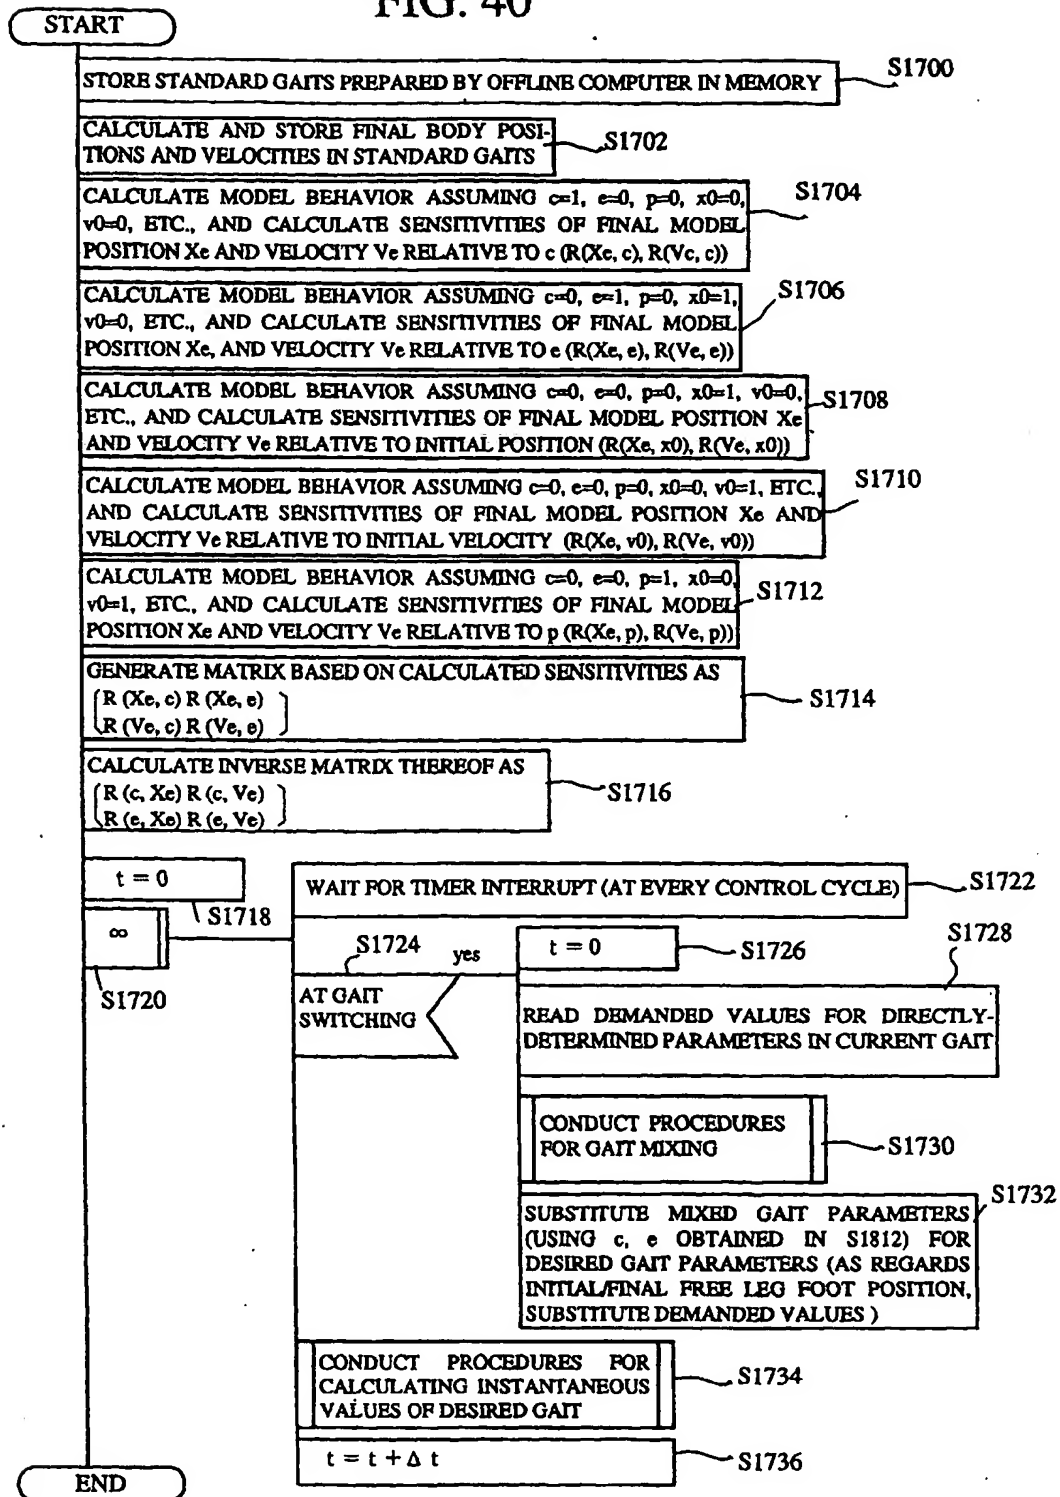 FIG. 40
START
STORE STANDARD GAITS PREPARED BY OFFLINE COMPUTER IN MEMORY
S1700
CALCULATE AND STORE FINAL BODY POSI-
TIONS AND VELOCITIES IN STANDARD GAITS
S1702
CALCULATE MODEL BEHAVIOR ASSUMING c=1, e=0, p=0, x0=0,
v0=0, ETC., AND CALCULATE SENSITIVITIES OF FINAL MODEL
POSITION Xe AND VELOCITY Ve RELATIVE TO c (R(Xe, c), R(Vc, c))
S1704
CALCULATE MODEL BEHAVIOR ASSUMING c=0, e=1, p=0, x0=1,
v0=0, ETC., AND CALCULATE SENSITIVITIES OF FINAL MODEL
POSITION Xe, AND VELOCITY Ve RELATIVE TO e (R(Xe, e), R(Ve, e))
S1706
CALCULATE MODEL BEHAVIOR ASSUMING c=0, e=0, p=0, x0=1, v0=0,
ETC., AND CALCULATE SENSITIVITIES OF FINAL MODEL POSITION Xe
AND VELOCITY Ve RELATIVE TO INITIAL POSITION (R(Xe, x0), R(Ve, x0))
S1708
CALCULATE MODEL BEHAVIOR ASSUMING c=0, e=0, p=0, x0=0, v0=1, ETC.,
AND CALCULATE SENSITIVITIES OF FINAL MODEL POSITION Xe AND
VELOCITY Ve RELATIVE TO INITIAL VELOCITY (R(Xe, v0), R(Ve, v0))
S1710
CALCULATE MODEL BEHAVIOR ASSUMING c=0, e=0, p=1, x0=0,
v0=1, ETC., AND CALCULATE SENSITIVITIES OF FINAL MODEL
POSITION Xe AND VELOCITY Ve RELATIVE TO p (R(Xe, p), R(Ve, p))
S1712
GENERATE MATRIX BASED ON CALCULATED SENSITIVITIES AS
R (Xe, c) R (Xe, e)
R (Ve, c) R (Ve, e)
S1714
CALCULATE INVERSE MATRIX THEREOF AS
R (c, Xe) R (c, Ve)
R (e, Xe) R (e, Ve)
S1716
t = 0
S1718
∞
S1720
WAIT FOR TIMER INTERRUPT (AT EVERY CONTROL CYCLE)
S1722
S1724
yes
AT GAIT
SWITCHING
t = 0
S1726
S1728
READ DEMANDED VALUES FOR DIRECTLY-
DETERMINED PARAMETERS IN CURRENT GAIT
CONDUCT PROCEDURES
FOR GAIT MIXING
S1730
S1732
SUBSTITUTE MIXED GAIT PARAMETERS
(USING c, e OBTAINED IN S1812) FOR
DESIRED GAIT PARAMETERS (AS REGARDS
INITIAL/FINAL FREE LEG FOOT POSITION,
SUBSTITUTE DEMANDED VALUES )
CONDUCT PROCEDURES FOR
CALCULATING INSTANTANEOUS
VALUES OF DESIRED GAIT
S1734
t = t + Δ t
S1736
END